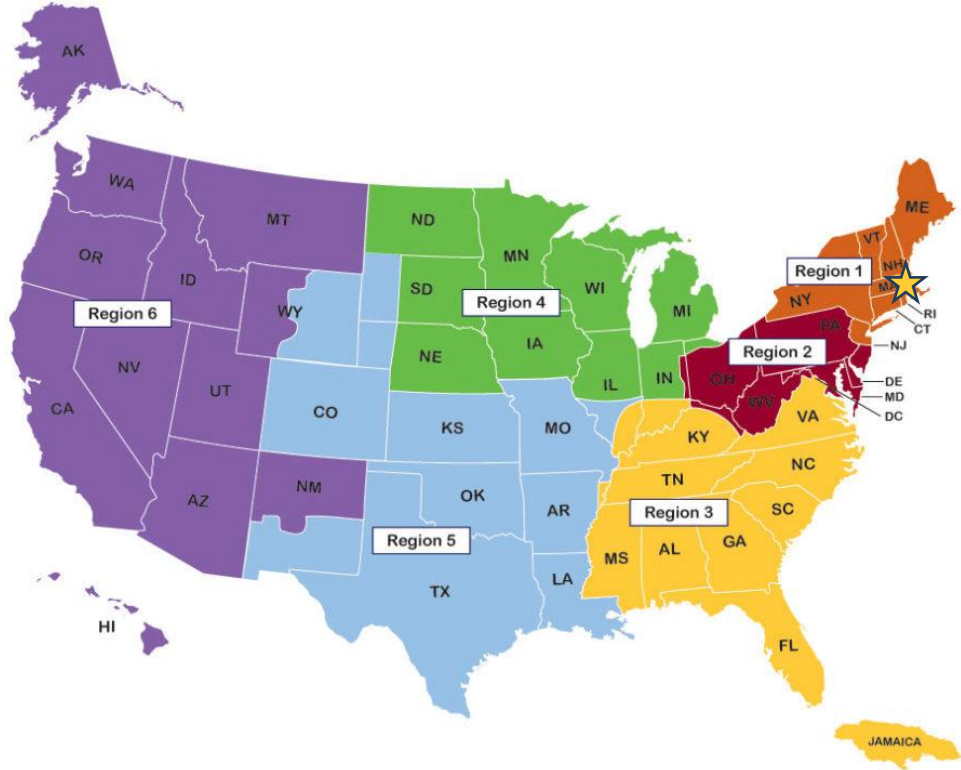 AK
WA
MT
ND
MN
ME
VT
NH
OR
ID
Region 1
MA
SD
WI
WY
Region 4
NY
RI
Region 6
MI
CT
PA
NJ
IA
Region 2
NE
NV
UT
IL
IN
OH
DE
MD
WV
DC
CA
CO
KS
MO
VA
KY
NC
TN
NM
OK
AZ
AR
SC
Region 3
Region 5
GA
AL
MS
LA
TX
HI
FL
JAMAICA